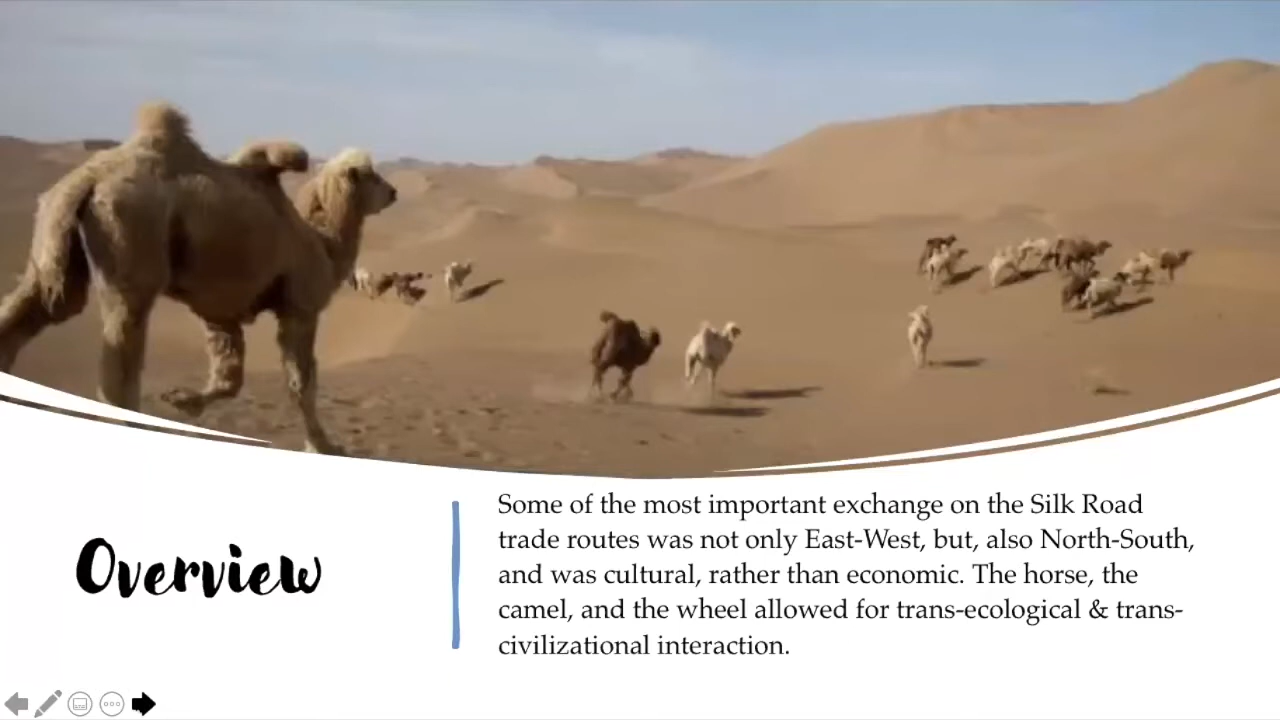 Overview
Some of the most important exchange on the Silk Road
trade routes was not only East-West, but, also North-South,
and was cultural, rather than economic. The horse, the
camel, and the wheel allowed for trans-ecological & trans-
civilizational interaction.